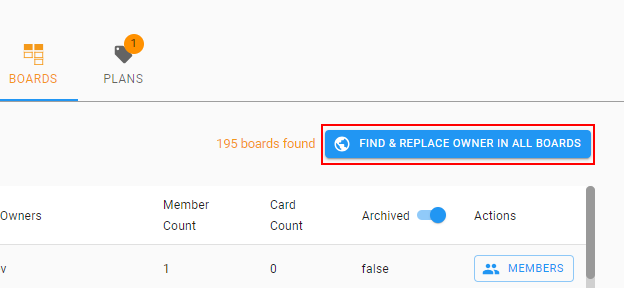 1
BOARDS PLANS
195 boards found FIND & REPLACE OWNER IN ALL BOARDS
Owners Member Count Card Count Archived Actions
v 1 0 false MEMBERS